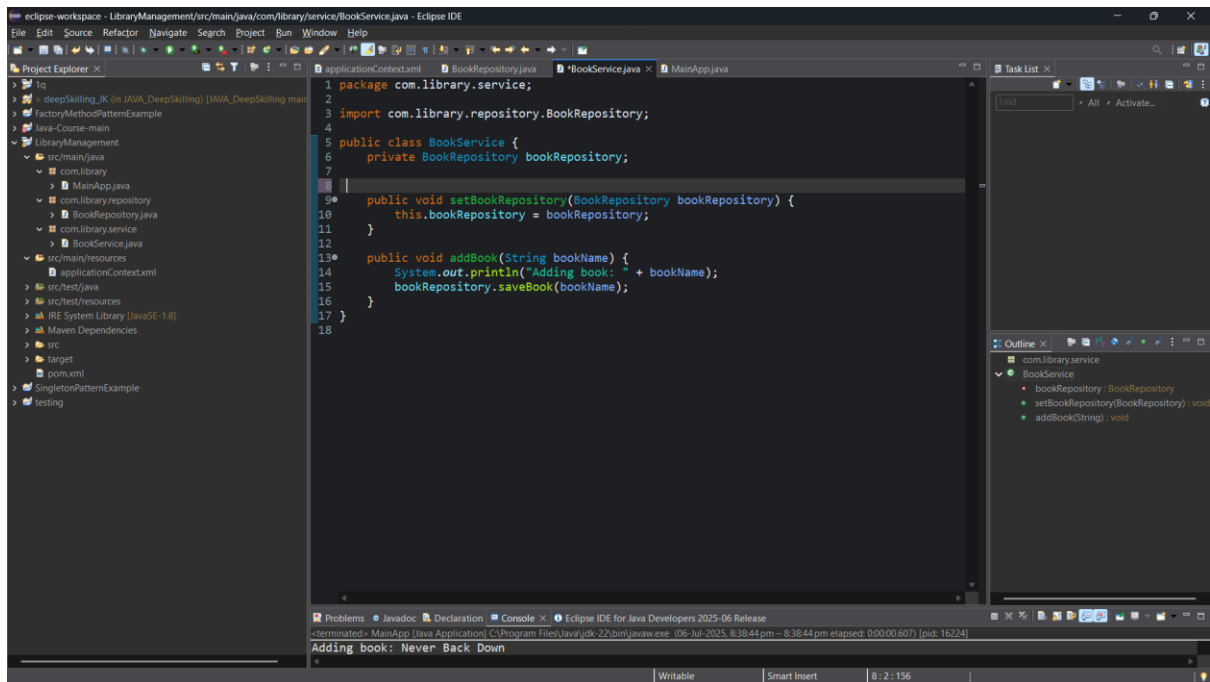 eclipse-workspace - LibraryManagement/src/main/java/com/library/service/BookService.java - Eclipse IDE
File Edit Source Refactor Navigate Search Project Run Window Help
Project Explorer
1q
> deepSkilling_JK (in JAVA_DeepSkilling) [JAVA_DeepSkilling main
FactoryMethodPatternExample
Java-Course-main
LibraryManagement
src/main/java
com.library
MainApp.java
com.library.repository
BookRepository.java
com.library.service
BookService.java
src/main/resources
applicationContext.xml
src/test/java
src/test/resources
JRE System Library [JavaSE-1.8]
Maven Dependencies
src
target
pom.xml
SingletonPatternExample
testing
applicationContext.xml BookRepository.java *BookService.java MainApp.java
1 package com.library.service;
2
3 import com.library.repository.BookRepository;
4
5 public class BookService {
6 private BookRepository bookRepository;
7
8
9 public void setBookRepository(BookRepository bookRepository) {
10 this.bookRepository = bookRepository;
11 }
12
13 public void addBook(String bookName) {
14 System.out.println("Adding book: " + bookName);
15 bookRepository.saveBook(bookName);
16 }
17 }
18
Task List
Find All Activate...
Outline
com.library.service
BookService
bookRepository : BookRepository
setBookRepository(BookRepository) : void
addBook(String) : void
Problems Javadoc Declaration Console Eclipse IDE for Java Developers 2025-06 Release
<terminated> MainApp [Java Application] C:\Program Files\Java\jdk-22\bin\javaw.exe (06-Jul-2025, 8:38:44 pm – 8:38:44 pm elapsed: 0:00:00.607) [pid: 16224]
Adding book: Never Back Down
Writable Smart Insert 8 : 2 : 156